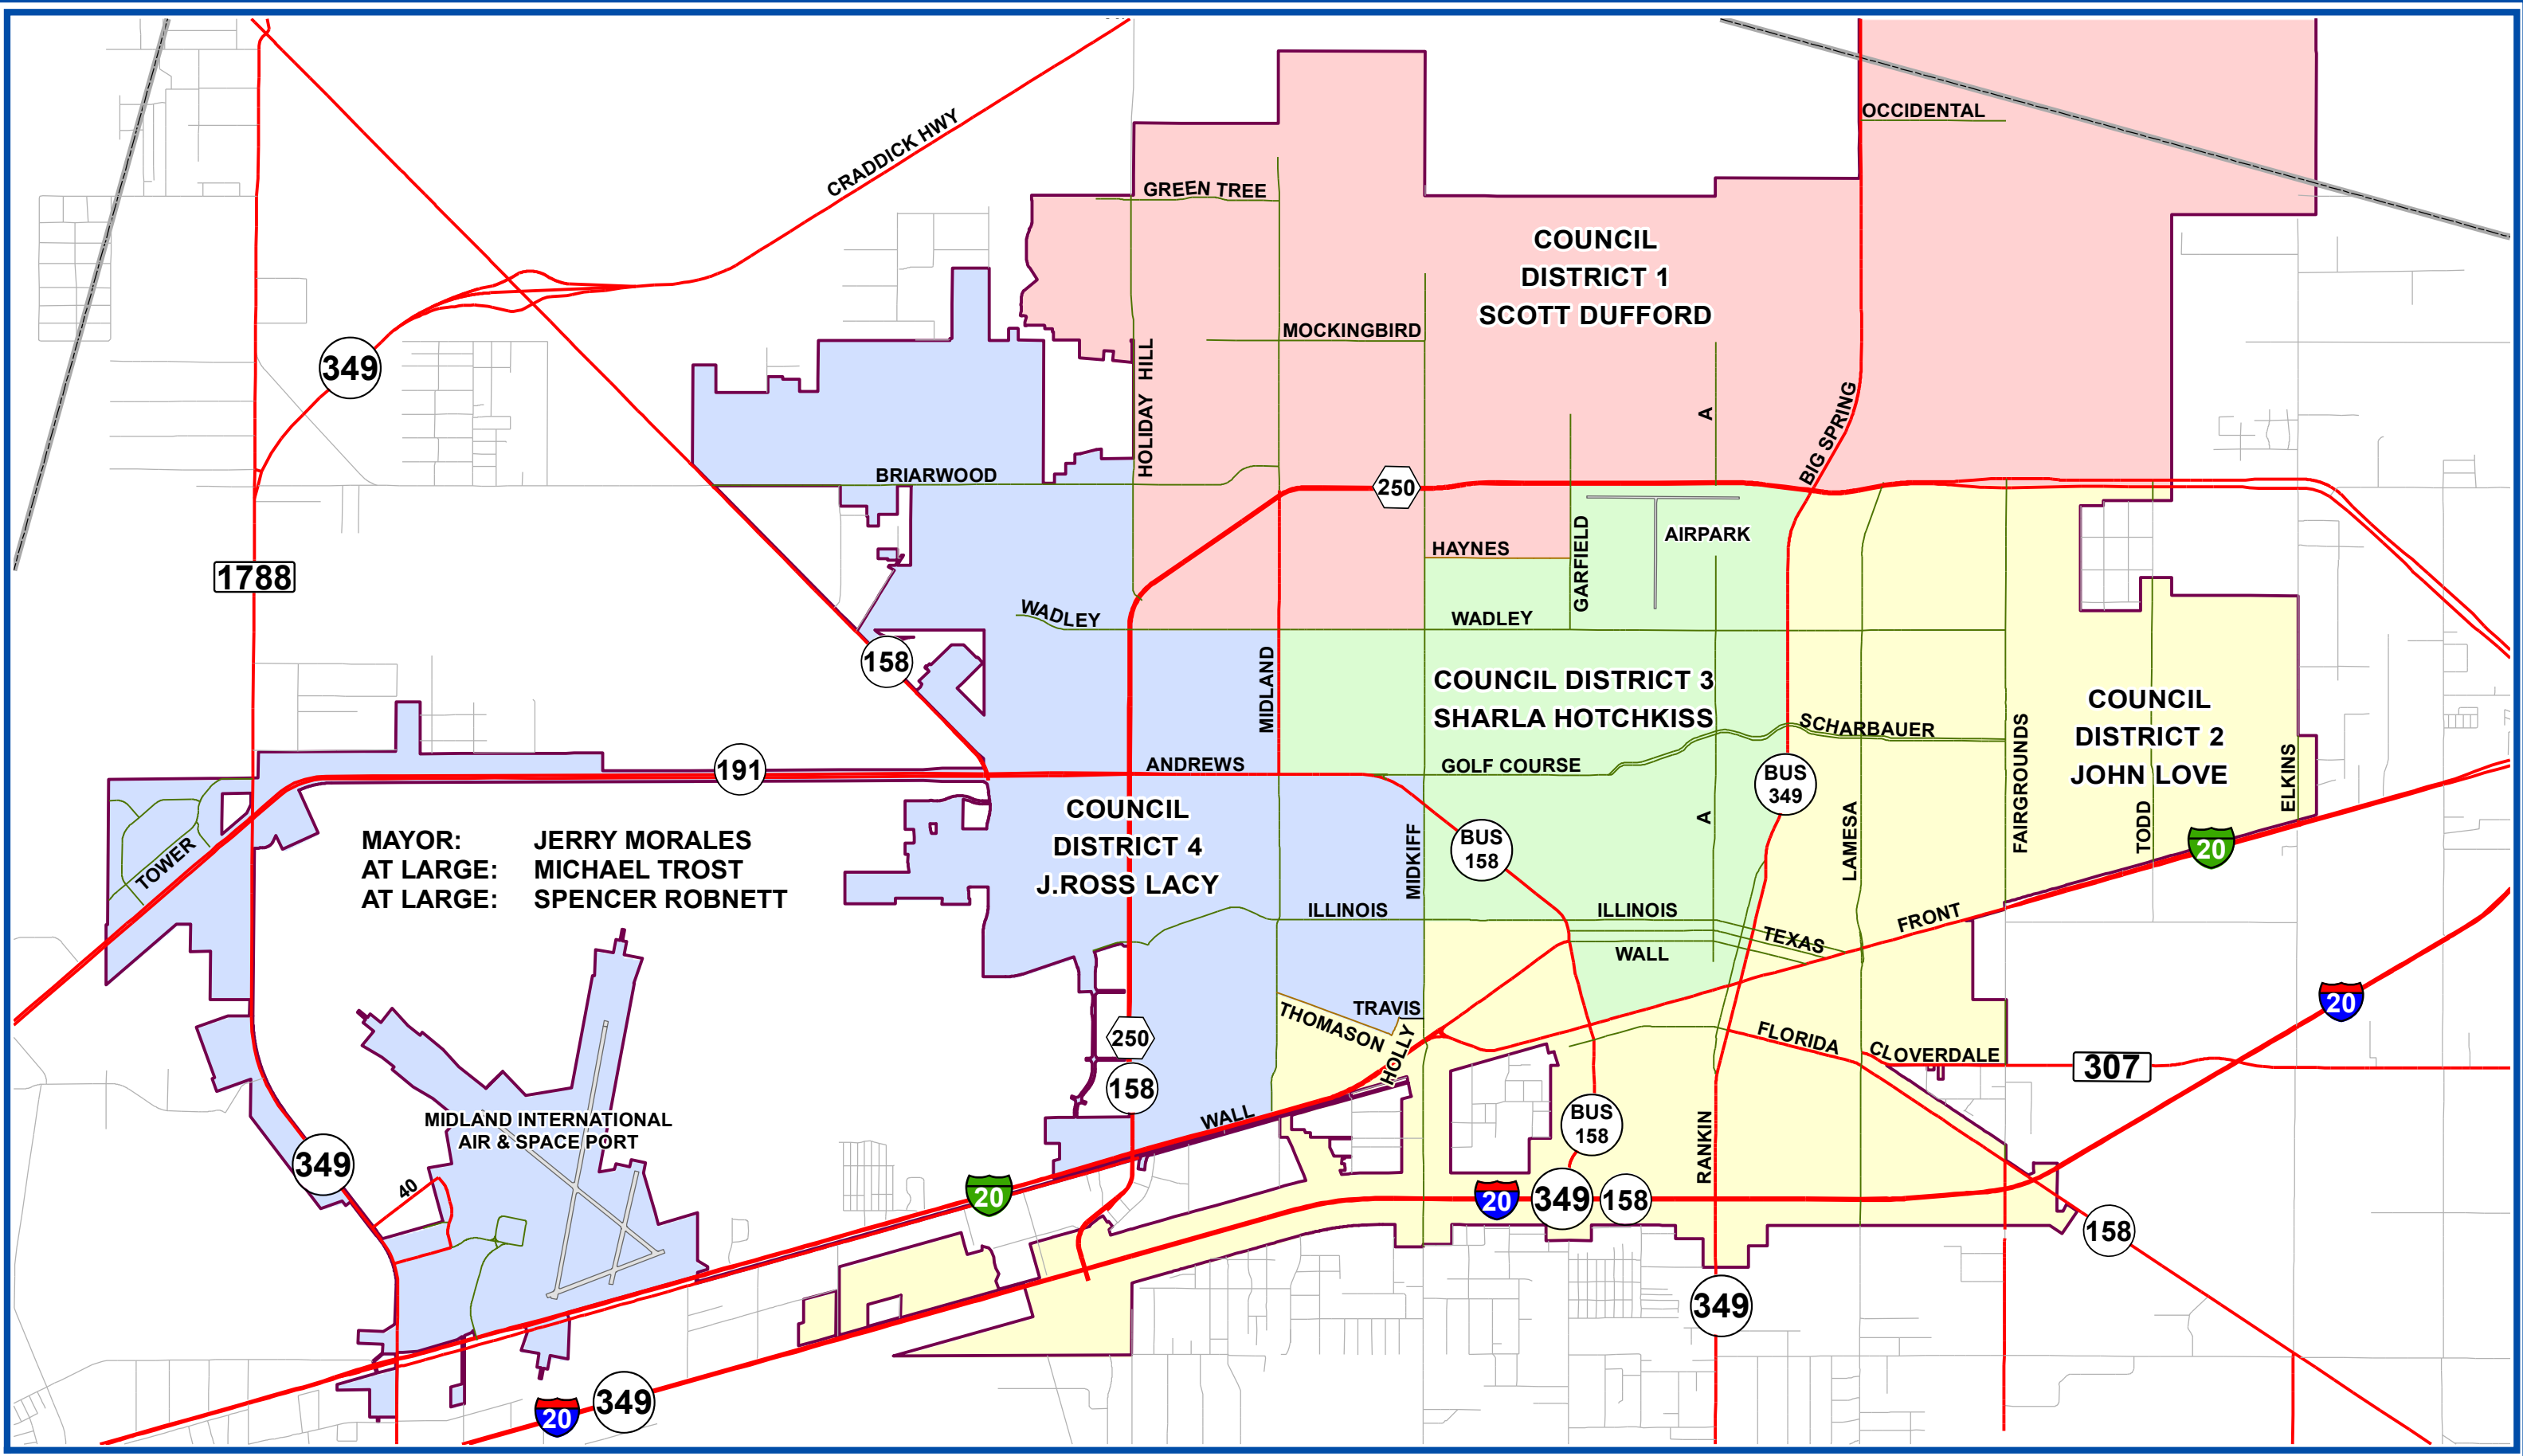 OCCIDENTAL
CRADDICK HWY
GREEN TREE
COUNCIL
DISTRICT 1
SCOTT DUFFORD
MOCKINGBIRD
HOLIDAY HILL
349
A
BIG SPRING
BRIARWOOD
250
HAYNES
GARFIELD
AIRPARK
1788
WADLEY
WADLEY
158
MIDLAND
COUNCIL DISTRICT 3
SHARLA HOTCHKISS
SCHARBAUER
FAIRGROUNDS
COUNCIL
DISTRICT 2
JOHN LOVE
ELKINS
TODD
191
ANDREWS
GOLF COURSE
BUS
349
COUNCIL
DISTRICT 4
J.ROSS LACY
MIDKIFF
BUS
158
A
LAMESA
20
TOWER
MAYOR: JERRY MORALES
AT LARGE: MICHAEL TROST
AT LARGE: SPENCER ROBNETT
ILLINOIS
ILLINOIS
FRONT
TEXAS
WALL
20
TRAVIS
THOMASON
HOLLY
250
158
FLORIDA
CLOVERDALE
307
WALL
MIDLAND INTERNATIONAL
AIR & SPACE PORT
BUS
158
RANKIN
349
40
20
20
349
158
158
349
20
349